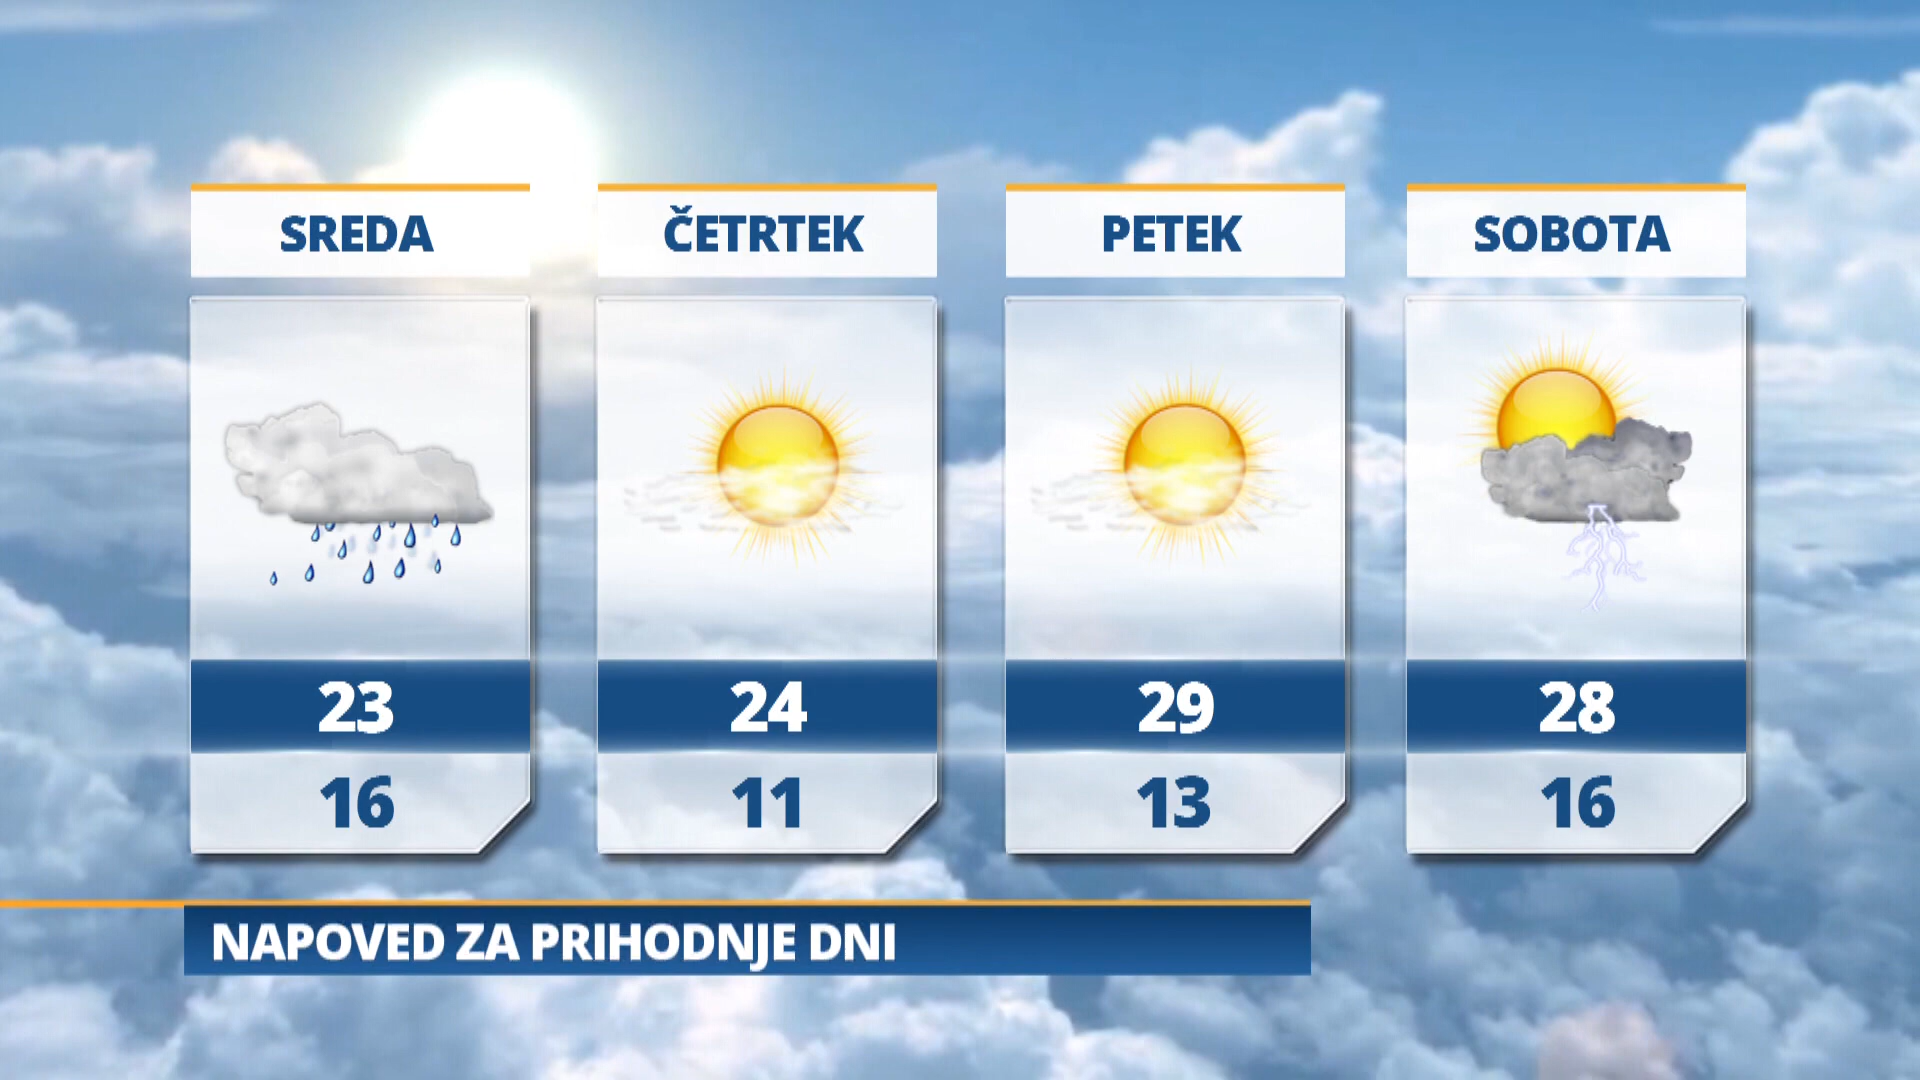 SREDA
ČETRTEK
PETEK
SOBOTA
23
24
29
28
16
11
13
16
NAPOVED ZA PRIHODNJE DNI